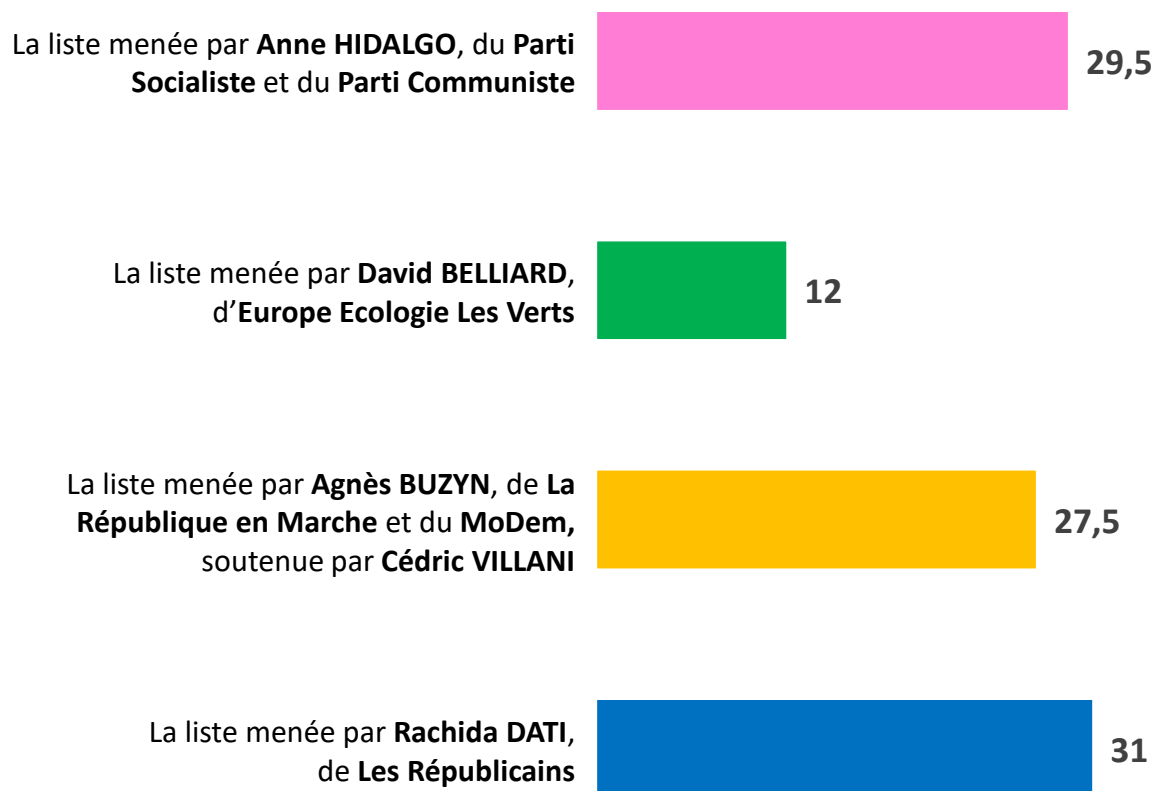 La liste menée par Anne HIDALGO, du Parti
Socialiste et du Parti Communiste
29,5
La liste menée par David BELLIARD,
d’Europe Ecologie Les Verts
12
La liste menée par Agnès BUZYN, de La
République en Marche et du MoDem,
soutenue par Cédric VILLANI
27,5
La liste menée par Rachida DATI,
de Les Républicains
31